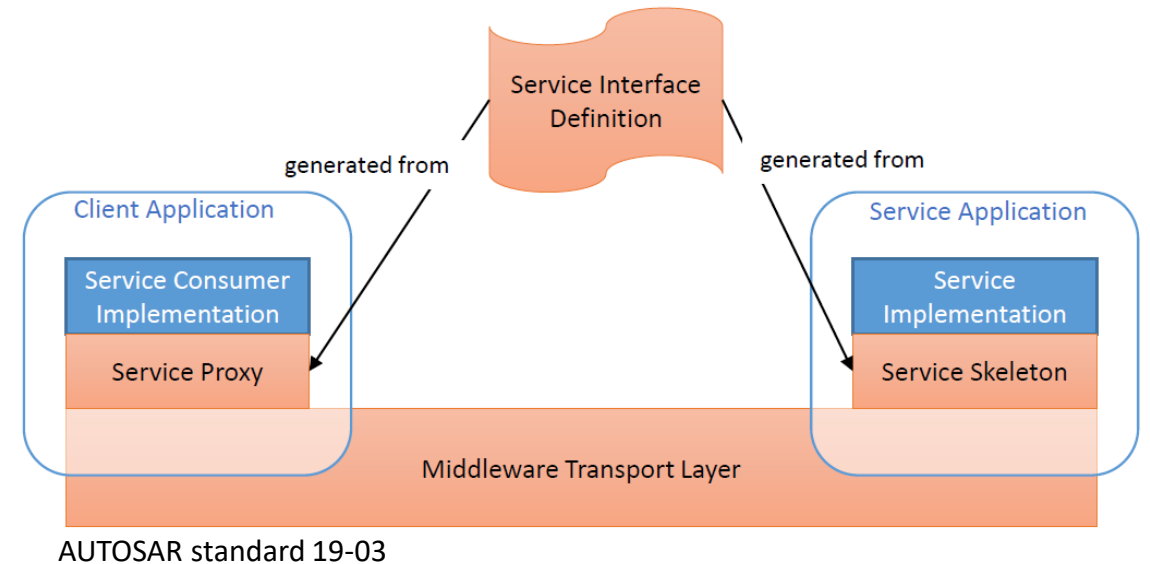 Service Interface
Definition
generated from
generated from
Client Application
Service Application
Service Consumer
Implementation
Service
Implementation
Service Proxy
Service Skeleton
Middleware Transport Layer
AUTOSAR standard 19-03